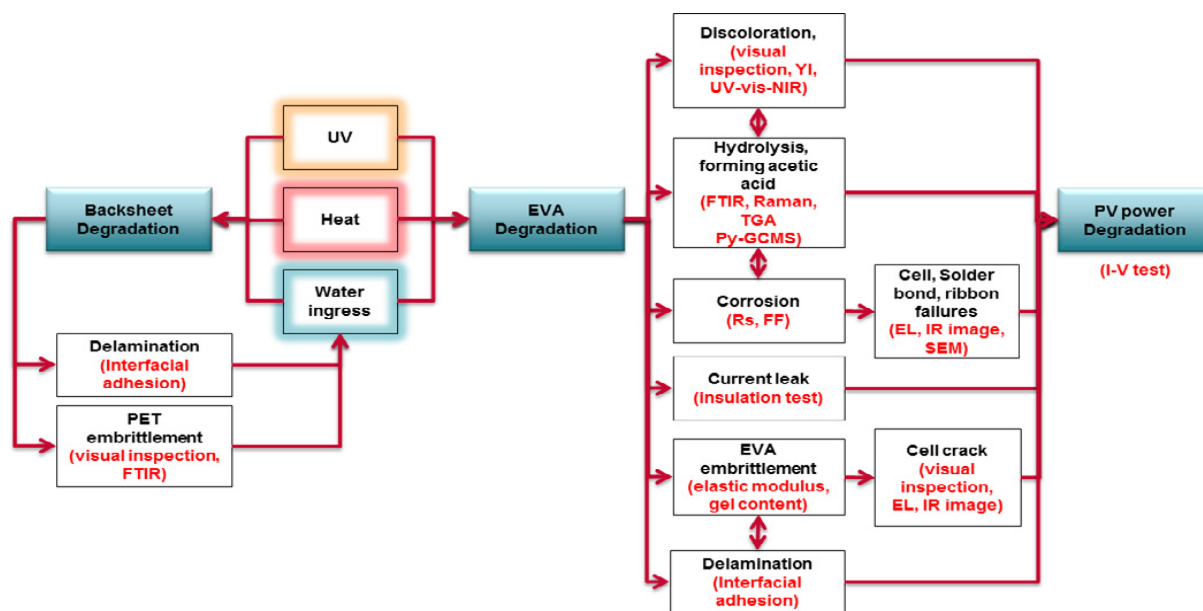 Discoloration,
(visual
inspection, YI,
UV-vis-NIR)
UV
Hydrolysis,
forming acetic
acid
(FTIR, Raman,
TGA
Py-GCMS)
Backsheet
Degradation
Heat
EVA
Degradation
PV power
Degradation
(I-V test)
Water
ingress
Corrosion
(Rs, FF)
Cell, Solder
bond, ribbon
failures
(EL, IR image,
SEM)
Delamination
(Interfacial
adhesion)
Current leak
(Insulation test)
PET
embrittlement
(visual inspection,
FTIR)
EVA
embrittlement
(elastic modulus,
gel content)
Cell crack
(visual
inspection,
EL, IR image)
Delamination
(Interfacial
adhesion)